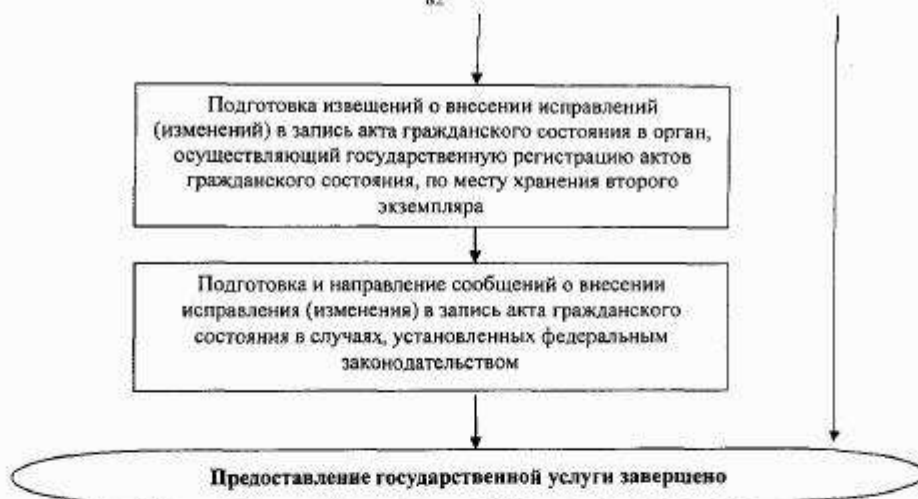 82
Подготовка извещений о внесении исправлений
(изменений) в запись акта гражданского состояния в орган,
осуществляющий государственную регистрацию актов
гражданского состояния, по месту хранения второго
экземпляра
Подготовка и направление сообщений о внесении
исправления (изменения) в запись акта гражданского
состояния в случаях, установленных федеральным
законодательством
Предоставление государственной услуги завершено